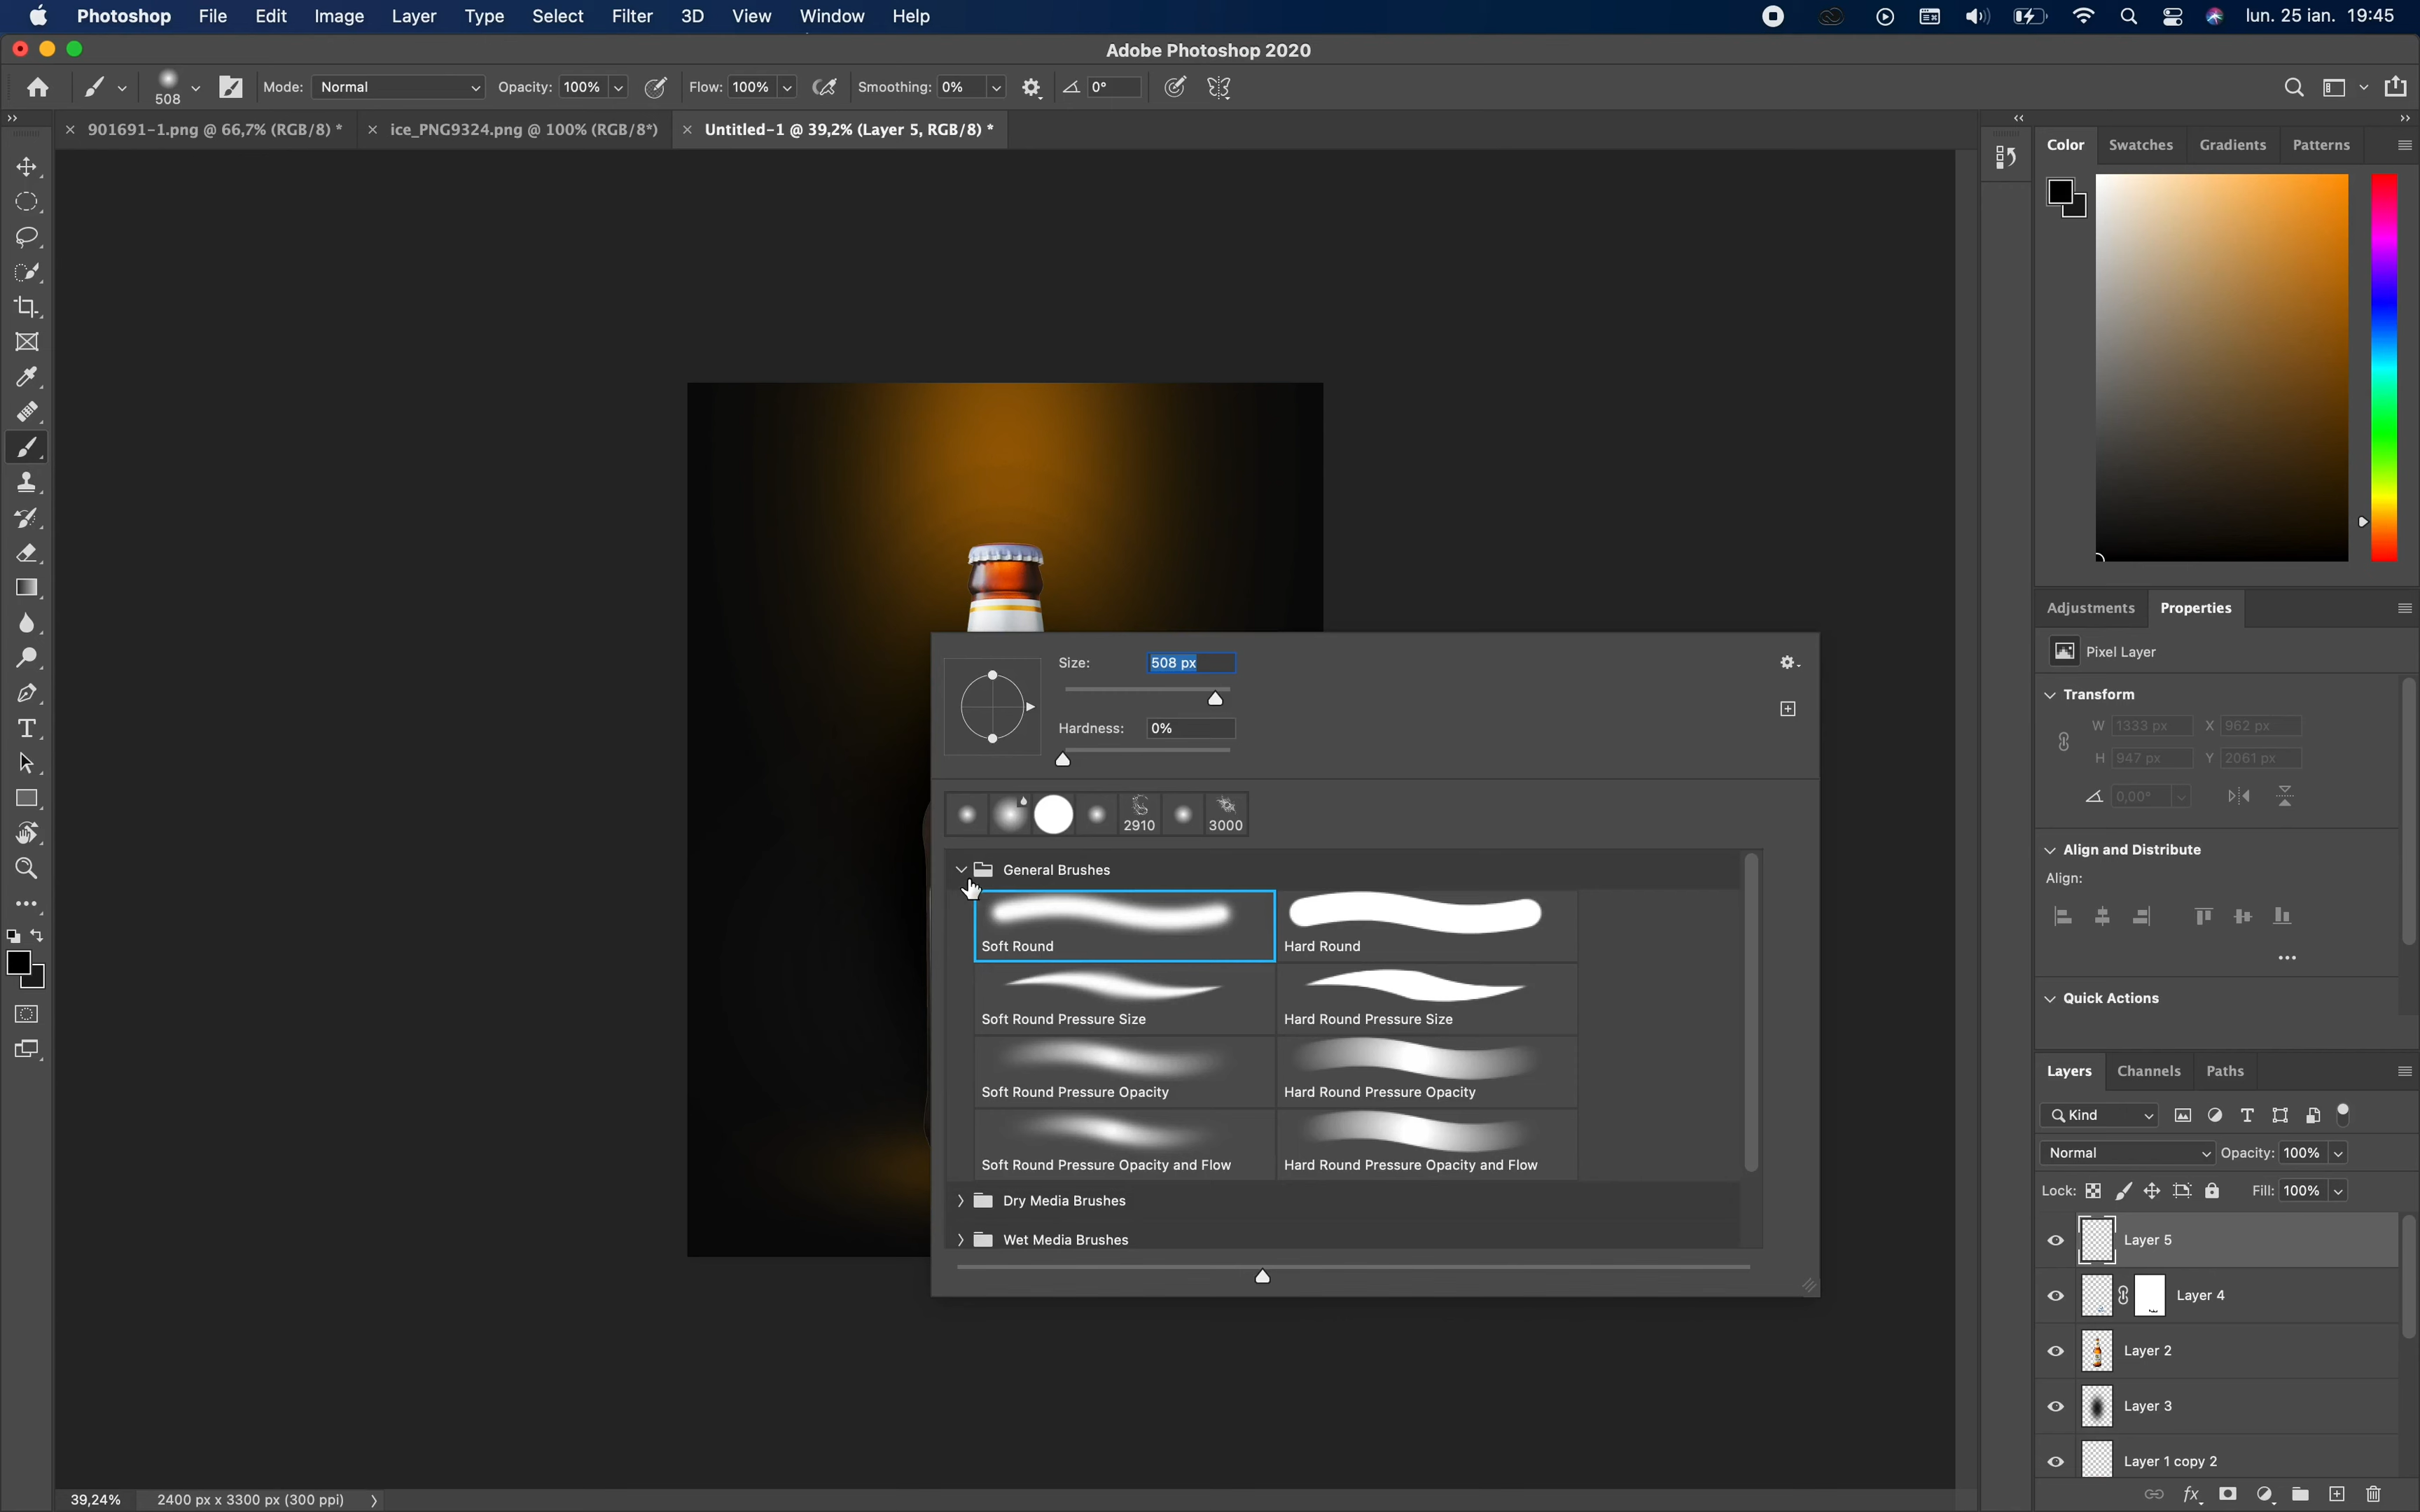 Photoshop File Edit Image Layer Type Select Filter 3D View Window Help lun. 25 ian. 19:45
Adobe Photoshop 2020
508 Mode: Normal Opacity: 100% Flow: 100% Smoothing: 0% 0°
901691-1.png @ 66,7% (RGB/8) * ice_PNG9324.png @ 100% (RGB/8*) Untitled-1 @ 39,2% (Layer 5, RGB/8) *
Color Swatches Gradients Patterns
Adjustments Properties
Pixel Layer
Transform
W 1333 px X 962 px
H 947 px Y 2061 px
0,00°
Align and Distribute
Align:
Quick Actions
Size: 508 px
Hardness: 0%
2910 3000
General Brushes
Soft Round Hard Round
Soft Round Pressure Size Hard Round Pressure Size
Soft Round Pressure Opacity Hard Round Pressure Opacity
Soft Round Pressure Opacity and Flow Hard Round Pressure Opacity and Flow
Dry Media Brushes
Wet Media Brushes
Layers Channels Paths
Kind
Normal Opacity: 100%
Lock: Fill: 100%
Layer 5
Layer 4
Layer 2
Layer 3
Layer 1 copy 2
39,24% 2400 px x 3300 px (300 ppi)